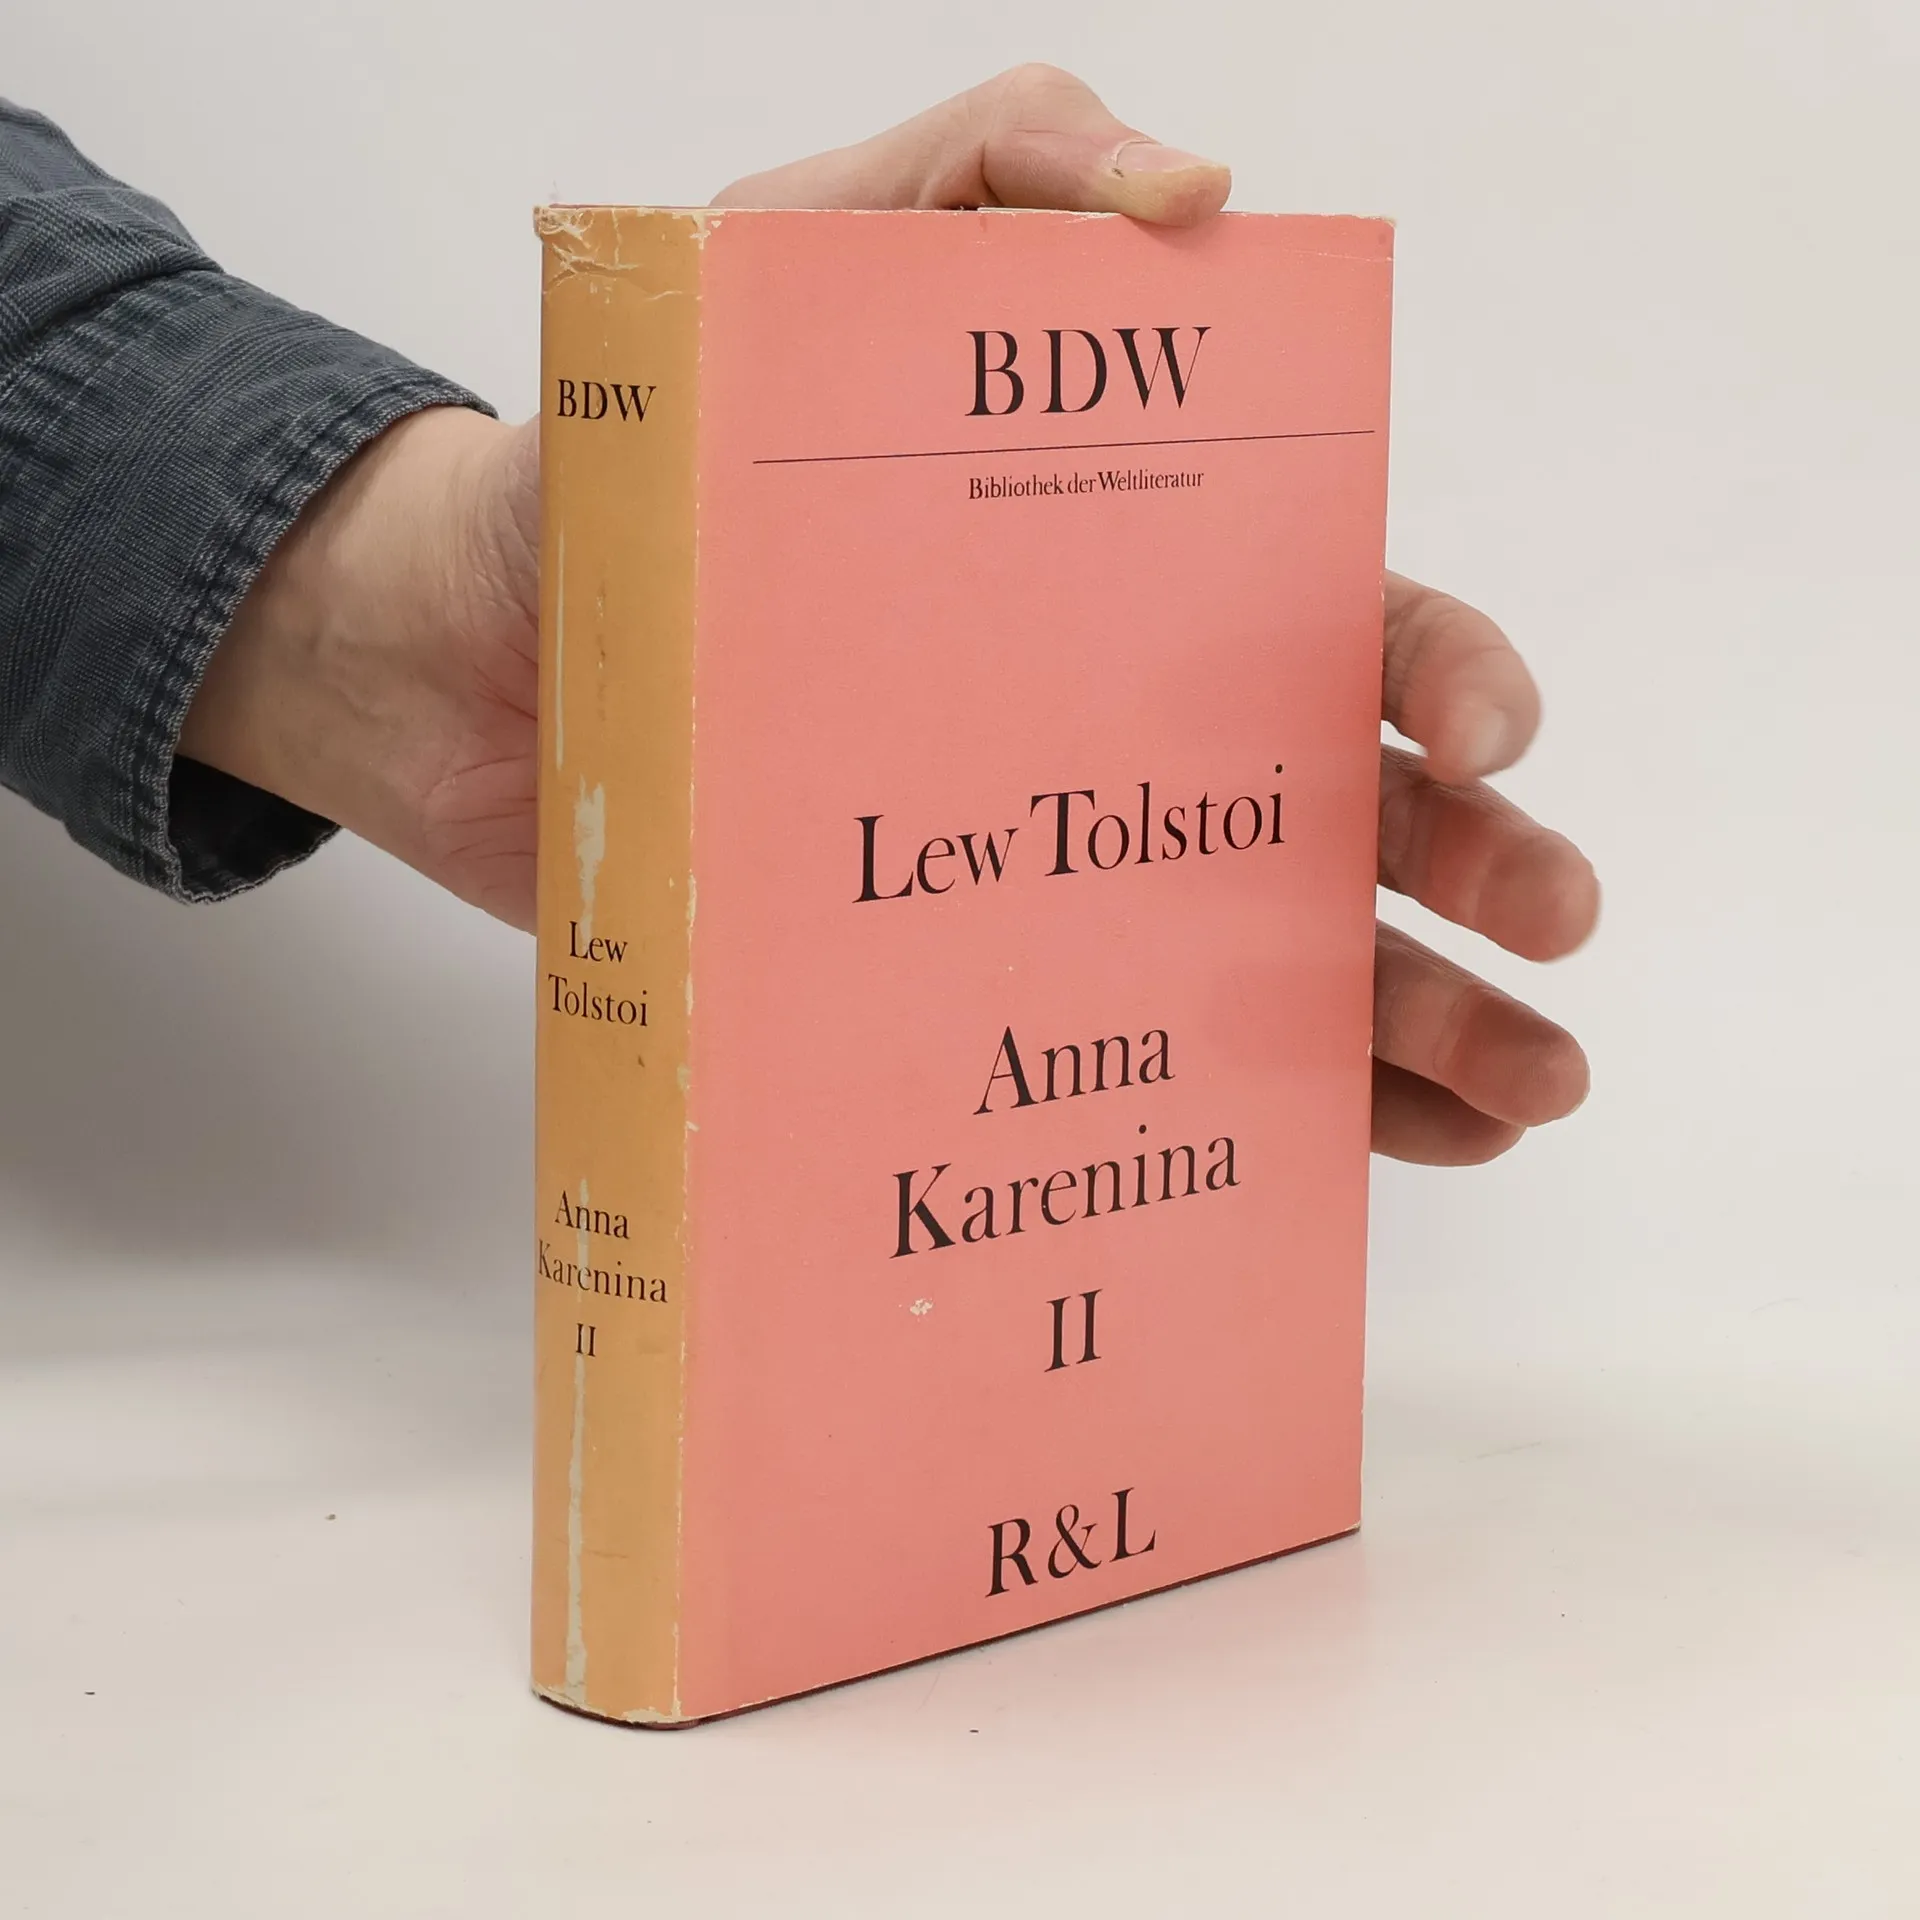 BDW
Lew
Tolstoi
Anna
Karenina
II
BDW
Bibliothek der Weltliteratur
Lew Tolstoi
Anna
Karenina
II
R&L